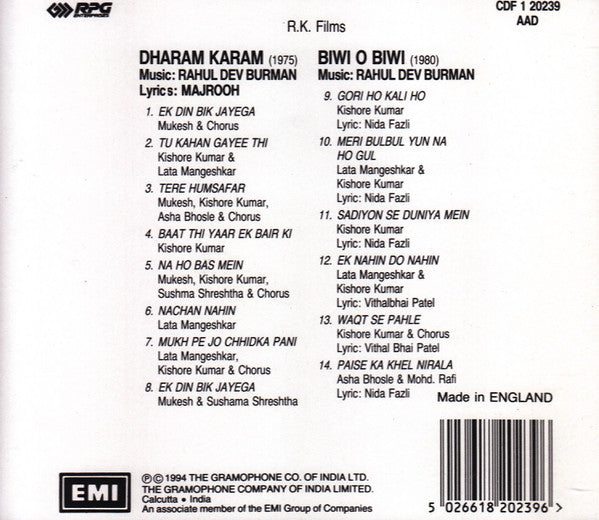 RPG
ENTERPRISES
CDF 1 20239
AAD
R.K. Films
DHARAM KARAM (1975)
Music: RAHUL DEV BURMAN
Lyrics: MAJROOH
1. EK DIN BIK JAYEGA
Mukesh & Chorus
2. TU KAHAN GAYEE THI
Kishore Kumar &
Lata Mangeshkar
3. TERE HUMSAFAR
Mukesh, Kishore Kumar,
Asha Bhosle & Chorus
4. BAAT THI YAAR EK BAIR KI
Kishore Kumar
5. NA HO BAS MEIN
Mukesh, Kishore Kumar,
Sushma Shreshtha & Chorus
6. NACHAN NAHIN
Lata Mangeshkar
7. MUKH PE JO CHHIDKA PANI
Lata Mangeshkar,
Kishore Kumar & Chorus
8. EK DIN BIK JAYEGA
Mukesh & Sushama Shreshtha
BIWI O BIWI (1980)
Music: RAHUL DEV BURMAN
9. GORI HO KALI HO
Kishore Kumar
Lyric: Nida Fazli
10. MERI BULBUL YUN NA
HO GUL
Lata Mangeshkar &
Kishore Kumar
Lyric: Nida Fazli
11. SADIYON SE DUNIYA MEIN
Kishore Kumar
Lyric: Nida Fazli
12. EK NAHIN DO NAHIN
Lata Mangeshkar &
Kishore Kumar
Lyric: Vithalbhai Patel
13. WAQT SE PAHLE
Kishore Kumar & Chorus
Lyric: Vithal Bhai Patel
14. PAISE KA KHEL NIRALA
Asha Bhosle & Mohd. Rafi
Lyric: Nida Fazli
Made in ENGLAND
EMI
℗ © 1994 THE GRAMOPHONE CO. OF INDIA LTD.
THE GRAMOPHONE COMPANY OF INDIA LIMITED.
Calcutta • India
An associate member of the EMI Group of Companies
5 026618 202396 >